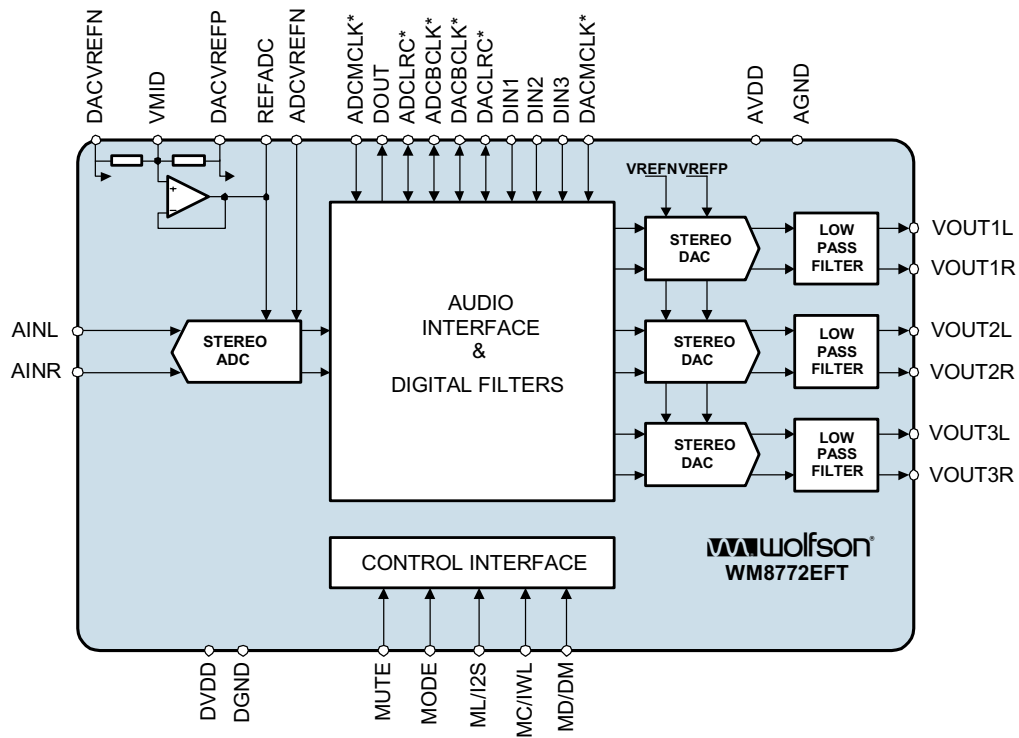 DACVREFN
VMID
DACVREFP
REFADC
ADCVREFN
ADCMCLK*
DOUT
ADCLRC*
ADCBCLK*
DACBCLK*
DACLRC*
DIN1
DIN2
DIN3
DACMCLK*
AVDD
AGND
VREFN VREFP
+
−
AINL
AINR
STEREO
ADC
AUDIO
INTERFACE
&
DIGITAL FILTERS
STEREO
DAC
LOW
PASS
FILTER
VOUT1L
VOUT1R
STEREO
DAC
LOW
PASS
FILTER
VOUT2L
VOUT2R
STEREO
DAC
LOW
PASS
FILTER
VOUT3L
VOUT3R
wolfson®
WM8772EFT
CONTROL INTERFACE
DVDD
DGND
MUTE
MODE
ML/I2S
MC/IWL
MD/DM